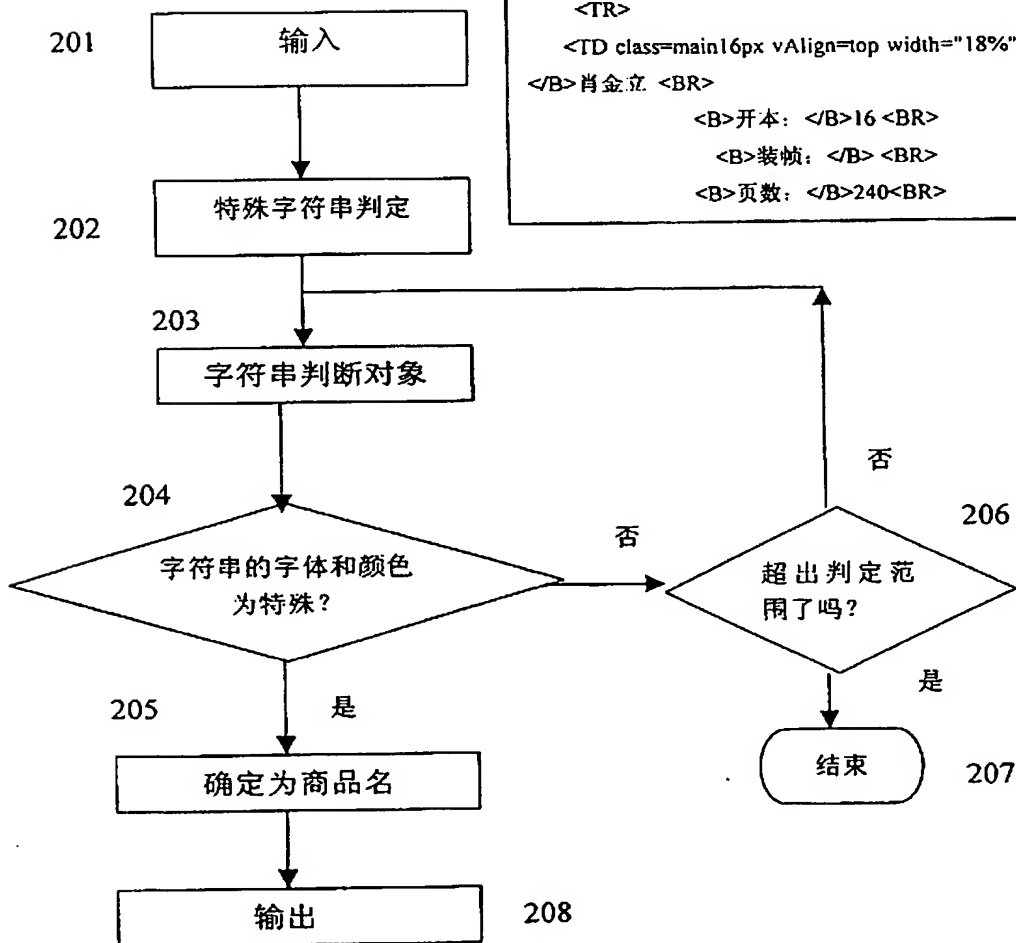 <TR>
<TD class=main16px vAlign=top width="18%"
</B>肖金立 <BR>
<B>开本：</B>16 <BR>
<B>装帧：</B> <BR>
<B>页数：</B>240<BR>
201
输入
202
特殊字符串判定
203
字符串判断对象
204
字符串的字体和颜色
为特殊？
否
否
206
超出判定范
围了吗？
205
是
是
确定为商品名
结束
207
输出
208